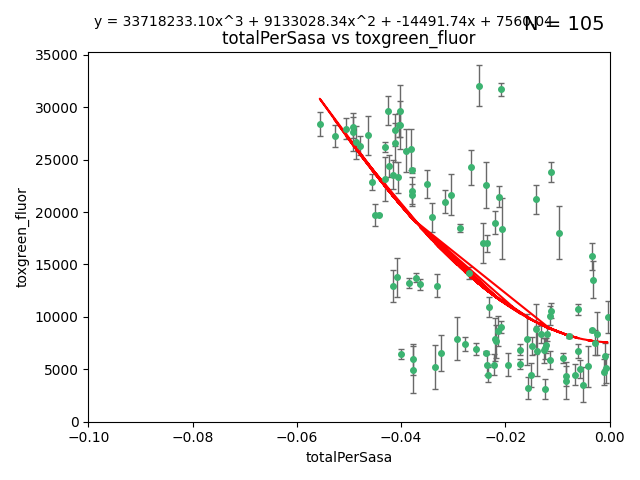 y = 33718233.10x^3 + 9133028.34x^2 + -14491.74x + 7560.04
N = 105
totalPerSasa vs toxgreen_fluor
35000
30000
25000
20000
15000
10000
5000
0
toxgreen_fluor
−0.10 −0.08 −0.06 −0.04 −0.02 0.00
totalPerSasa